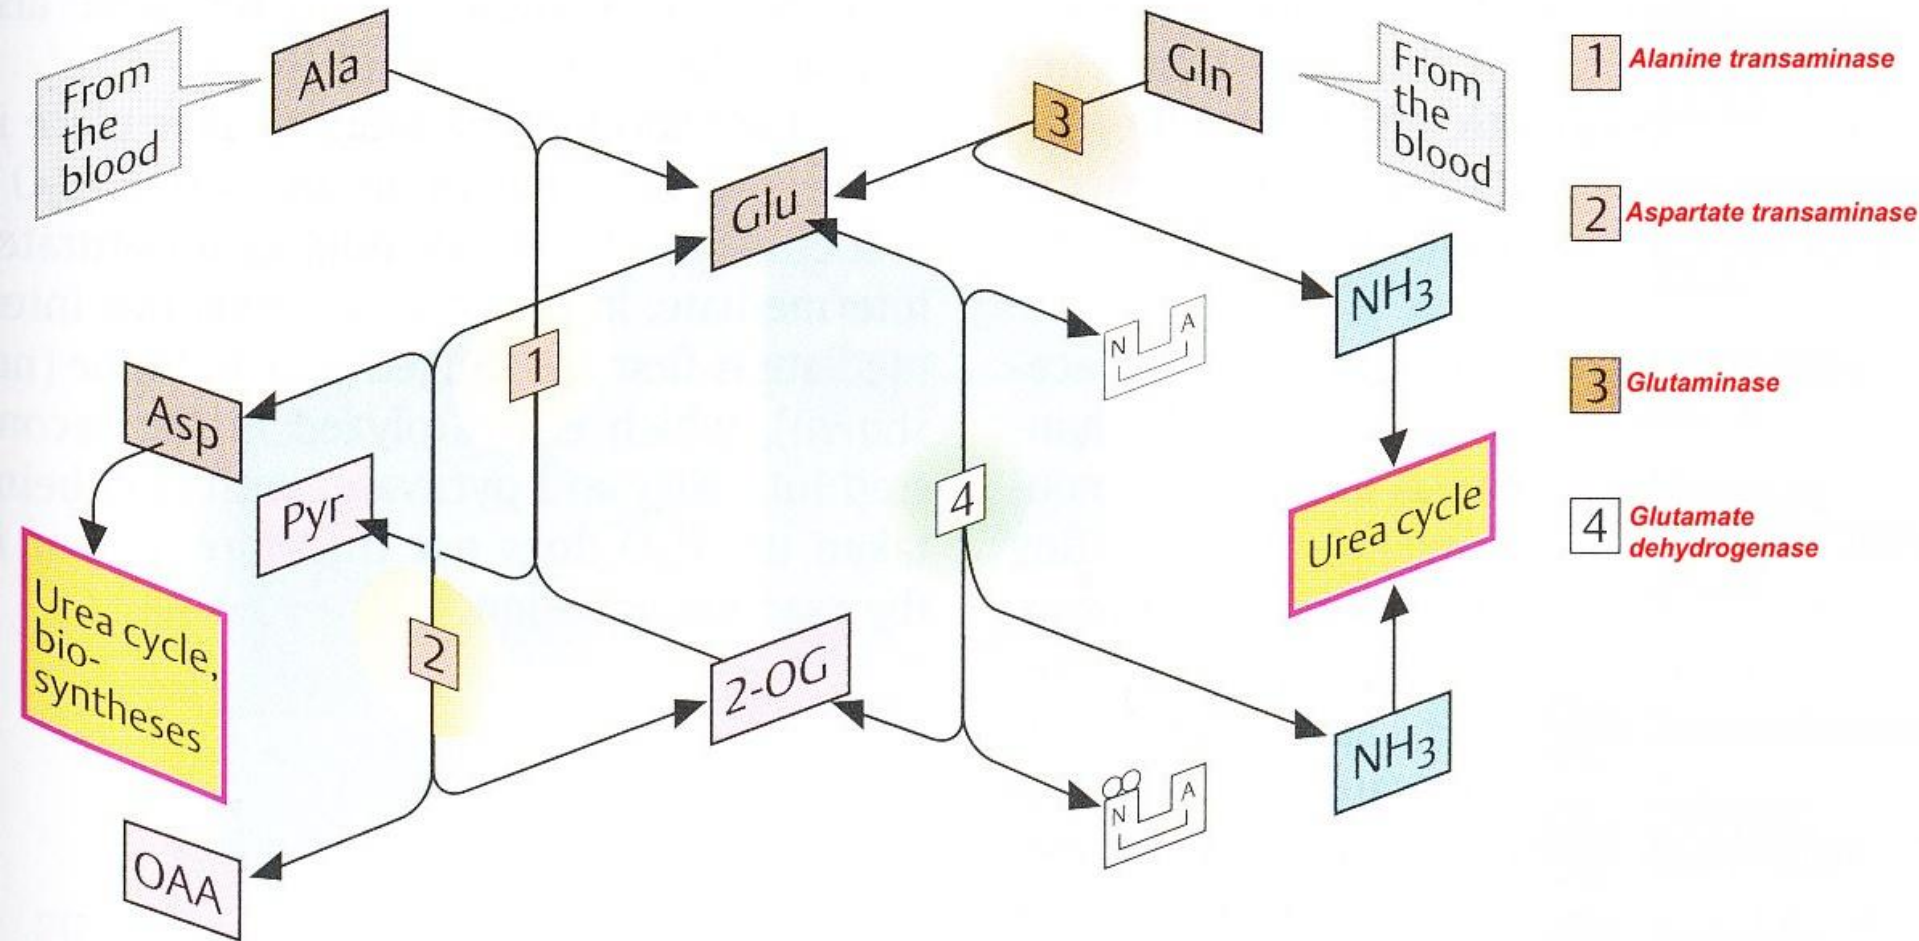 From
the
blood
Ala
Gln
From
the
blood
1 Alanine transaminase
3
Glu
2 Aspartate transaminase
NH3
N A
1
Asp
Pyr
3 Glutaminase
4
Urea cycle
4 Glutamate
dehydrogenase
Urea cycle,
bio-
syntheses
2
2-OG
NH3
N A
OAA